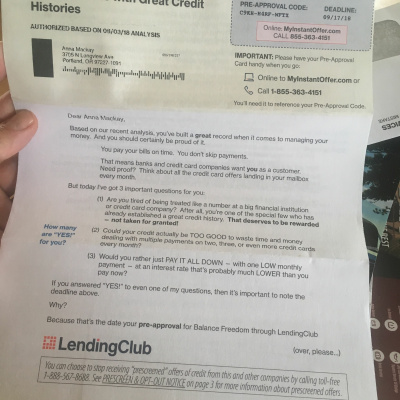 with Great Credit
Histories
AUTHORIZED BASED ON 08/03/18 ANALYSIS
Anna Mackay
3705 N Longview Ave
Portland, OR 97227-1091
PRE-APPROVAL CODE:
DEADLINE:
09/17/18
Online: MyInstantOffer.com
CALL 855-363-4151
IMPORTANT: Please have your Pre-Approval
Card handy when you go:
Online to MyInstantOffer.com or
Call 1-855-363-4151
You'll need it to reference your Pre-Approval Code.
Dear Anna Mackay,
Based on our recent analysis, you've built a great record when it comes to managing your
money. And you should certainly be proud of it.
You pay your bills on time. You don't skip payments.
That means banks and credit card companies want you as a customer.
Need proof? Think about all the credit card offers landing in your mailbox
every month.
But today I've got 3 important questions for you:
(1) Are you tired of being treated like a number at a big financial institution
or credit card company? After all, you're one of the special few who has
already established a great credit history. That deserves to be rewarded
– not taken for granted!
How many
are "YES!"
for you?
(2) Could your credit actually be TOO GOOD to waste time and money
dealing with multiple payments on two, three, or even more credit cards
every month?
(3) Would you rather just PAY IT ALL DOWN – with one low monthly
payment – at an interest rate that's probably much LOWER than you
pay now?
If you answered "YES!" to even one of my questions, then it's important to note the
deadline above.
Why?
Because that's the date your pre-approval for Balance Freedom through LendingClub
LendingClub
(over, please...)
You can choose to stop receiving "prescreened" offers of credit from this and other companies by calling toll-free
1-888-567-8688. See PRESCREEN & OPT-OUT NOTICE on page 3 for more information about prescreened offers.